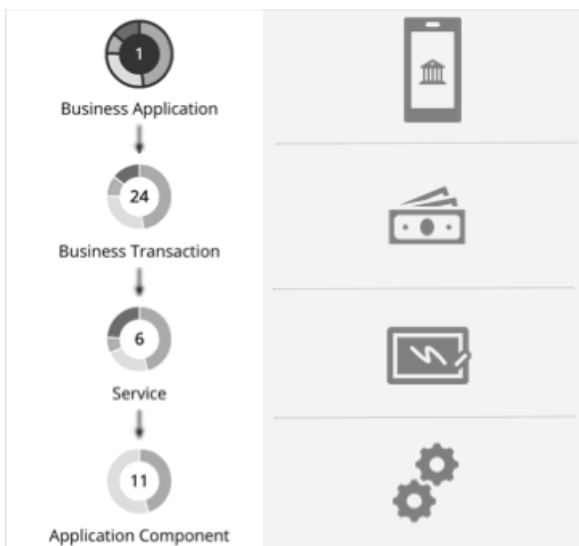 1
Business Application
24
Business Transaction
6
Service
11
Application Component